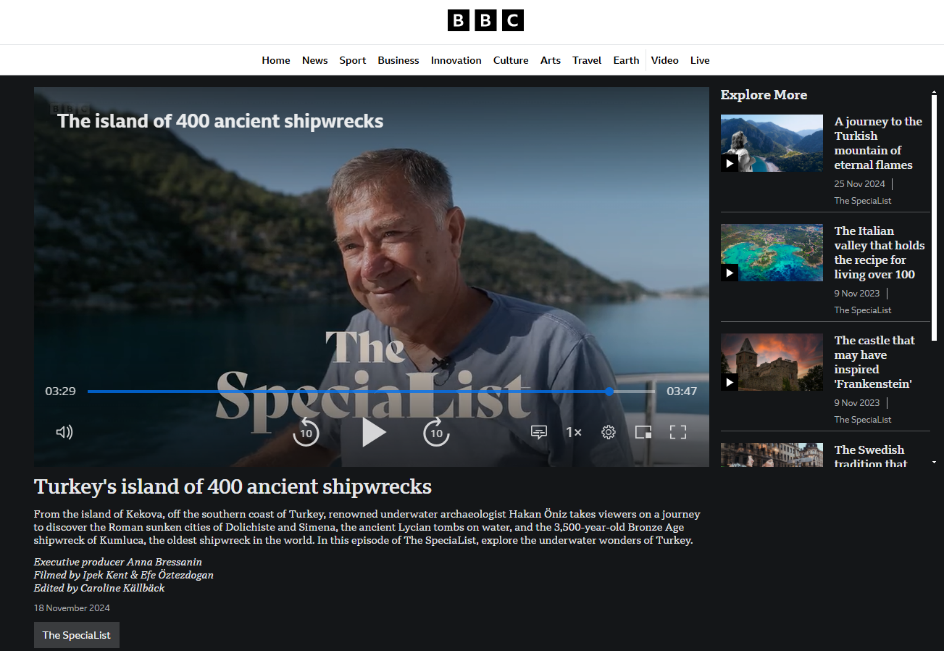 BBC
Home News Sport Business Innovation Culture Arts Travel Earth Video Live
The island of 400 ancient shipwrecks
The
SpeciaList
03:29
03:47
10
10
1×
Turkey's island of 400 ancient shipwrecks
From the island of Kekova, off the southern coast of Turkey, renowned underwater archaeologist Hakan Öniz takes viewers on a journey
to discover the Roman sunken cities of Dolichiste and Simena, the ancient Lycian tombs on water, and the 3,500-year-old Bronze Age
shipwreck of Kumluca, the oldest shipwreck in the world. In this episode of The SpeciaList, explore the underwater wonders of Turkey.
Executive producer Anna Bressanin
Filmed by Ipek Kent & Efe Öztezdogan
Edited by Caroline Källbäck
18 November 2024
The SpeciaList
Explore More
A journey to the
Turkish
mountain of
eternal flames
25 Nov 2024 |
The SpeciaList
The Italian
valley that holds
the recipe for
living over 100
9 Nov 2023 |
The SpeciaList
The castle that
may have
inspired
'Frankenstein'
9 Nov 2023 |
The SpeciaList
The Swedish
tradition that